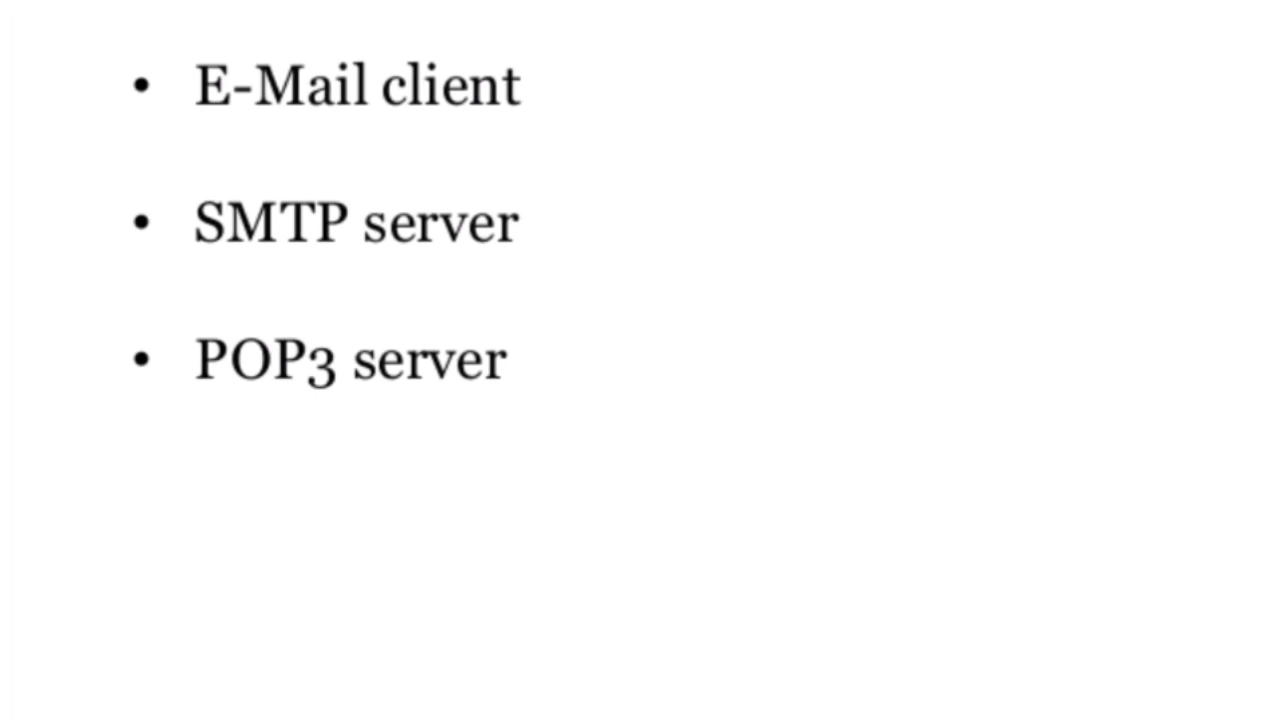 • E-Mail client
• SMTP server
• POP3 server